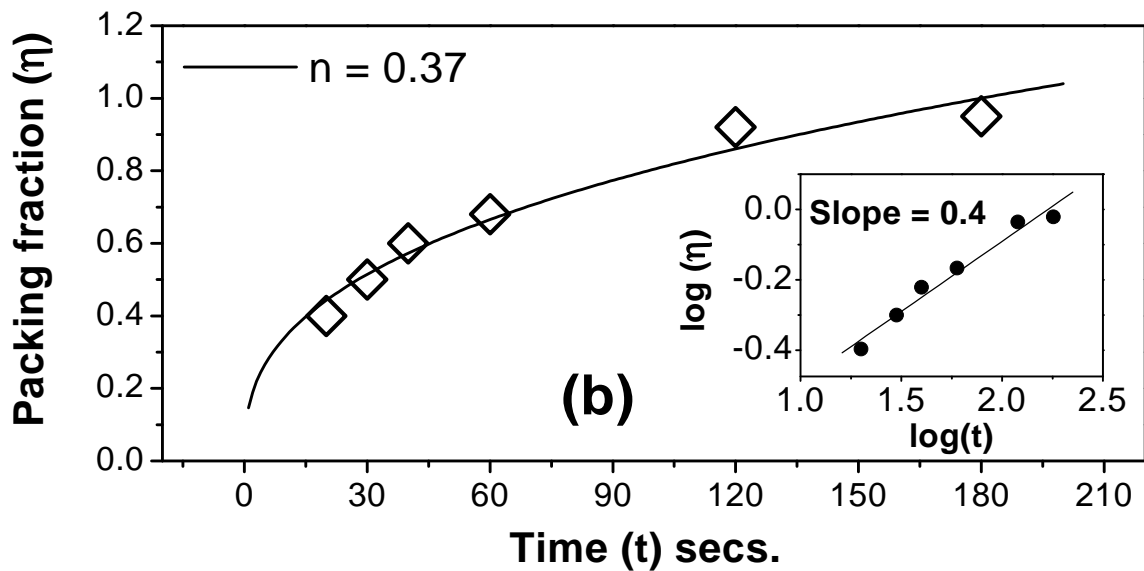 1.2
1.0
0.8
0.6
0.4
0.2
0.0
Packing fraction (η)
n = 0.37
(b)
0 30 60 90 120 150 180 210
Time (t) secs.
Slope = 0.4
0.0
-0.2
-0.4
log (η)
1.0 1.5 2.0 2.5
log(t)